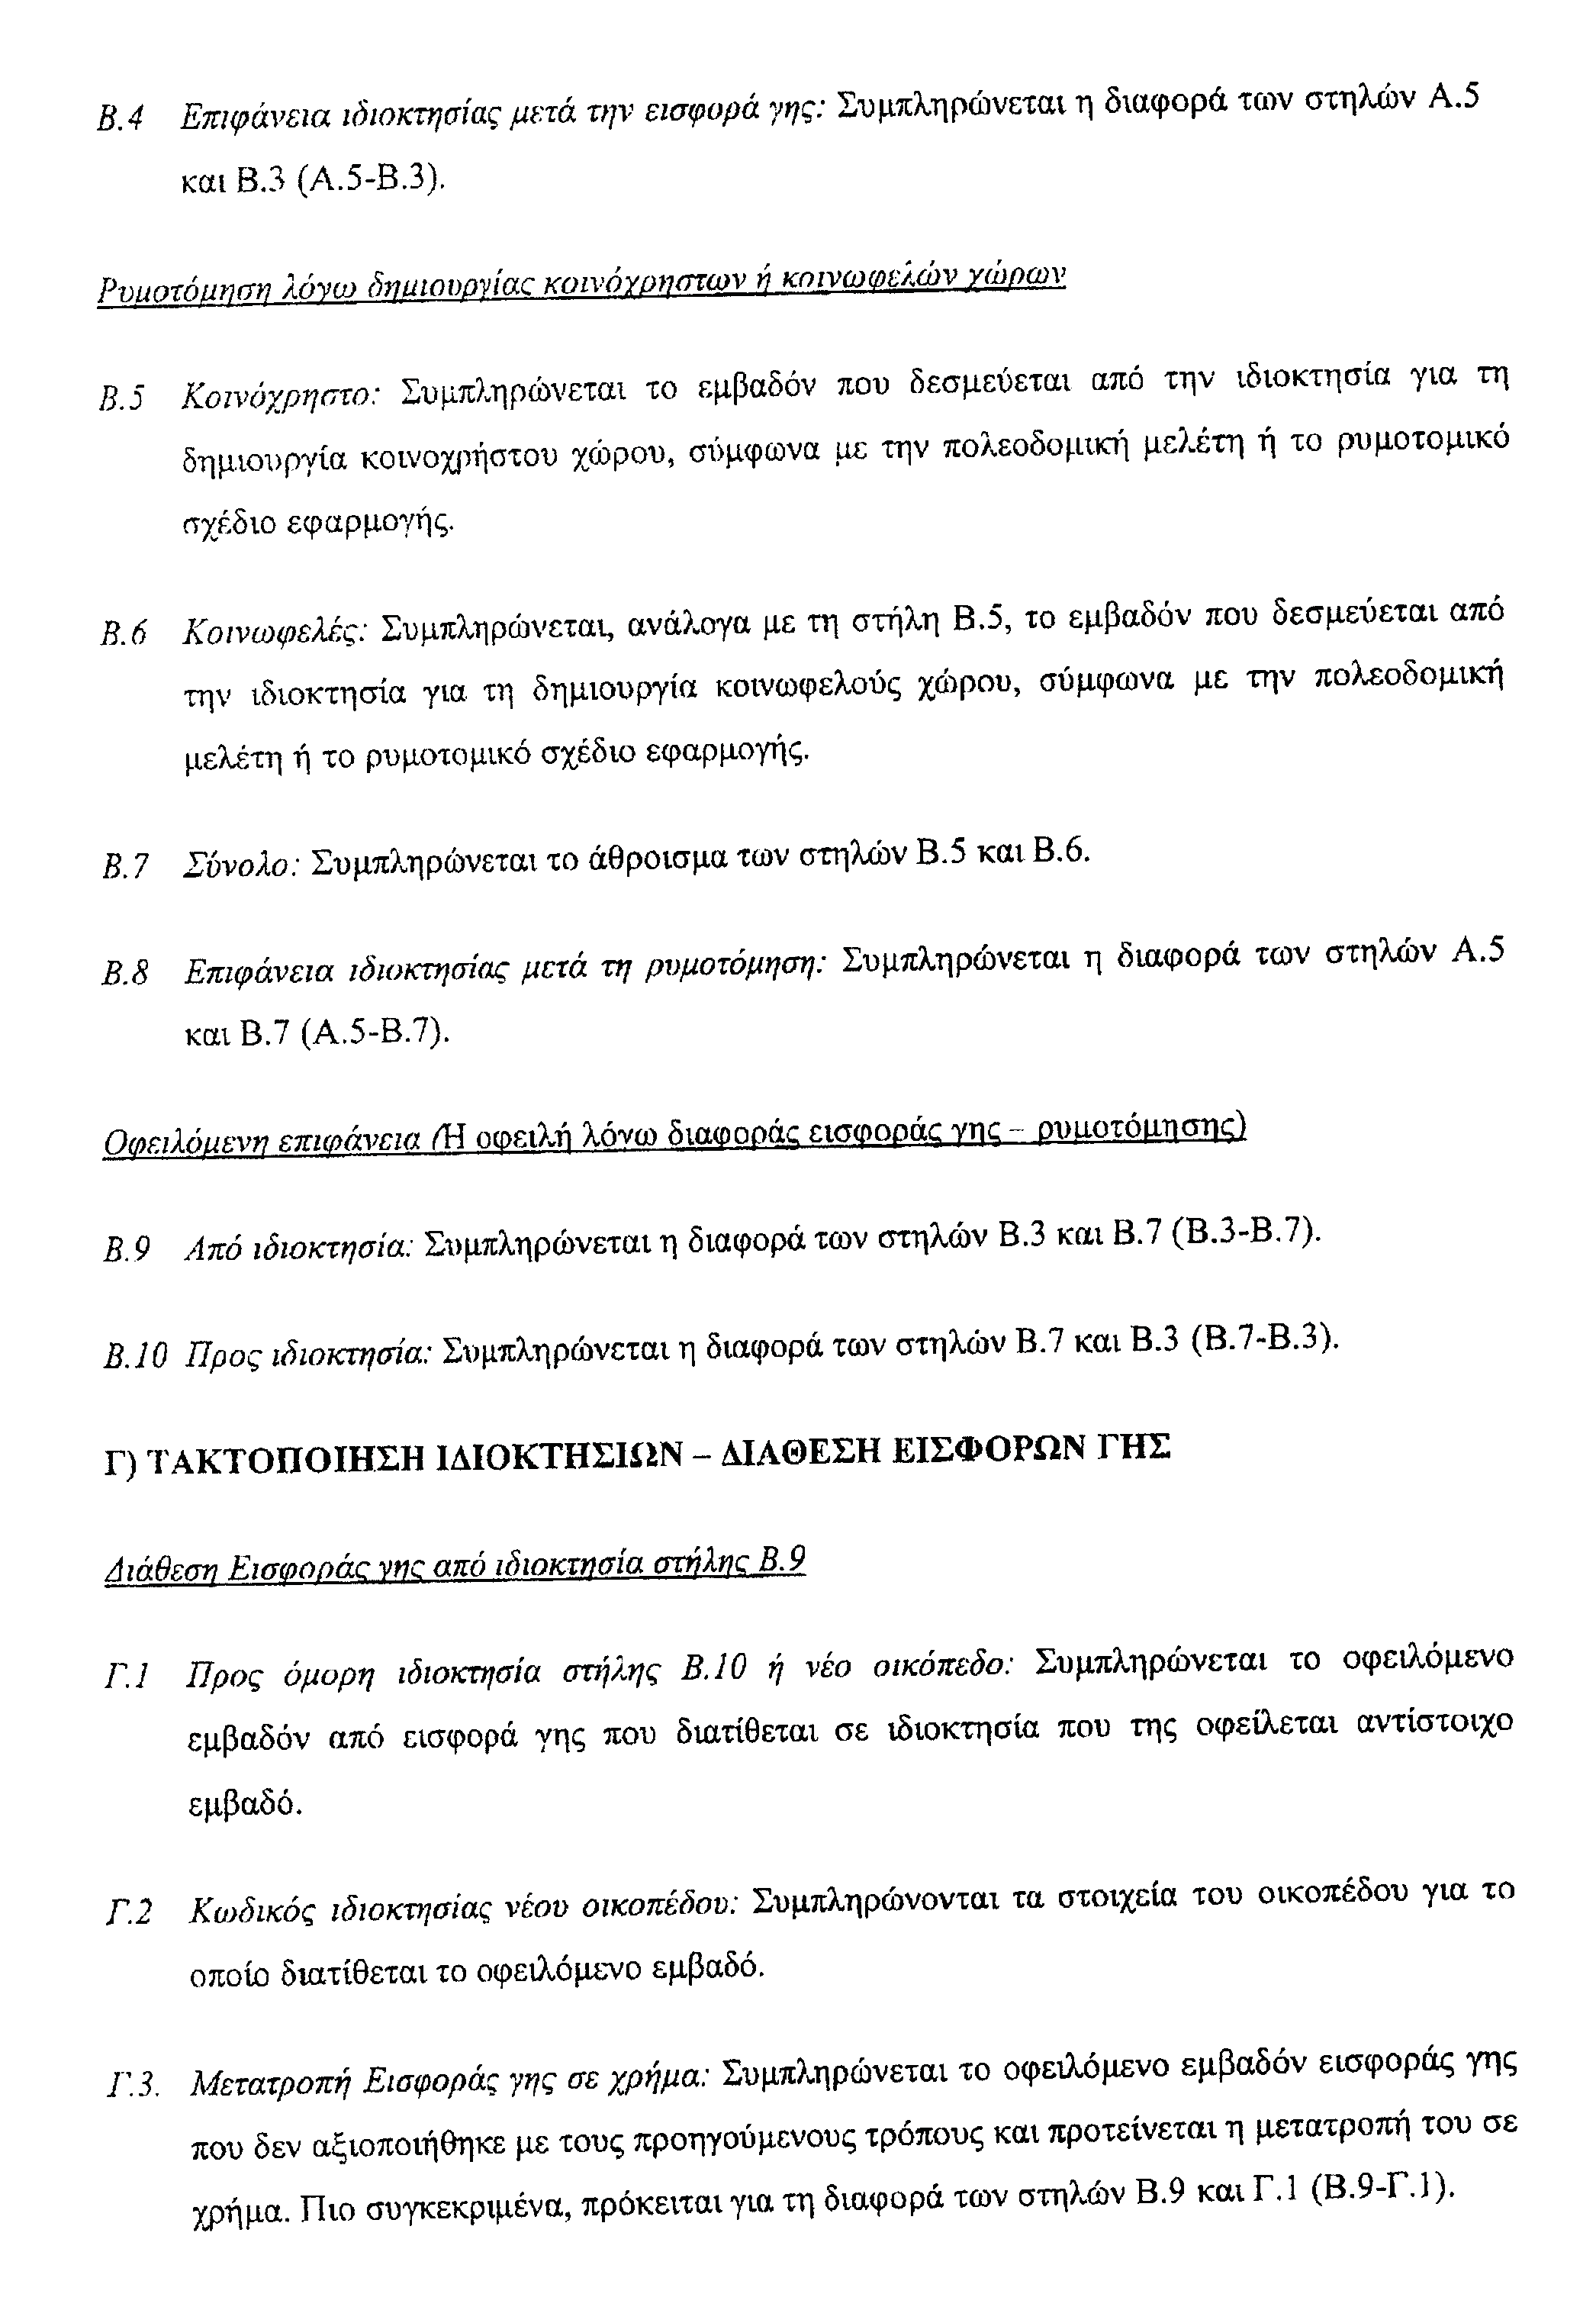 Β.4 Επιφάνεια ιδιοκτησίας μετά την εισφορά γης: Συμπληρώνεται η διαφορά των στηλών Α.5
και Β.3 (Α.5-Β.3).
Ρυμοτόμηση λόγω δημιουργίας κοινόχρηστων ή κοινωφελών χώρων
Β.5 Κοινόχρηστο: Συμπληρώνεται το εμβαδόν που δεσμεύεται από την ιδιοκτησία για τη
δημιουργία κοινοχρήστου χώρου, σύμφωνα με την πολεοδομική μελέτη ή το ρυμοτομικό
σχέδιο εφαρμογής.
Β.6 Κοινωφελές: Συμπληρώνεται, ανάλογα με τη στήλη Β.5, το εμβαδόν που δεσμεύεται από
την ιδιοκτησία για τη δημιουργία κοινωφελούς χώρου, σύμφωνα με την πολεοδομική
μελέτη ή το ρυμοτομικό σχέδιο εφαρμογής.
Β.7 Σύνολο: Συμπληρώνεται το άθροισμα των στηλών Β.5 και Β.6.
Β.8 Επιφάνεια ιδιοκτησίας μετά τη ρυμοτόμηση: Συμπληρώνεται η διαφορά των στηλών Α.5
και Β.7 (Α.5-Β.7).
Οφειλόμενη επιφάνεια (Η οφειλή λόγω διαφοράς εισφοράς γης – ρυμοτόμησης)
Β.9 Από ιδιοκτησία: Συμπληρώνεται η διαφορά των στηλών Β.3 και Β.7 (Β.3-Β.7).
Β.10 Προς ιδιοκτησία: Συμπληρώνεται η διαφορά των στηλών Β.7 και Β.3 (Β.7-Β.3).
Γ) ΤΑΚΤΟΠΟΙΗΣΗ ΙΔΙΟΚΤΗΣΙΩΝ – ΔΙΑΘΕΣΗ ΕΙΣΦΟΡΩΝ ΓΗΣ
Διάθεση Εισφοράς γης από ιδιοκτησία στήλης Β.9
Γ.1 Προς όμορη ιδιοκτησία στήλης Β.10 ή νέο οικόπεδο: Συμπληρώνεται το οφειλόμενο
εμβαδόν από εισφορά γης που διατίθεται σε ιδιοκτησία που της οφείλεται αντίστοιχο
εμβαδό.
Γ.2 Κωδικός ιδιοκτησίας νέου οικοπέδου: Συμπληρώνονται τα στοιχεία του οικοπέδου για το
οποίο διατίθεται το οφειλόμενο εμβαδό.
Γ.3. Μετατροπή Εισφοράς γης σε χρήμα: Συμπληρώνεται το οφειλόμενο εμβαδόν εισφοράς γης
που δεν αξιοποιήθηκε με τους προηγούμενους τρόπους και προτείνεται η μετατροπή του σε
χρήμα. Πιο συγκεκριμένα, πρόκειται για τη διαφορά των στηλών Β.9 και Γ.1 (Β.9-Γ.1).